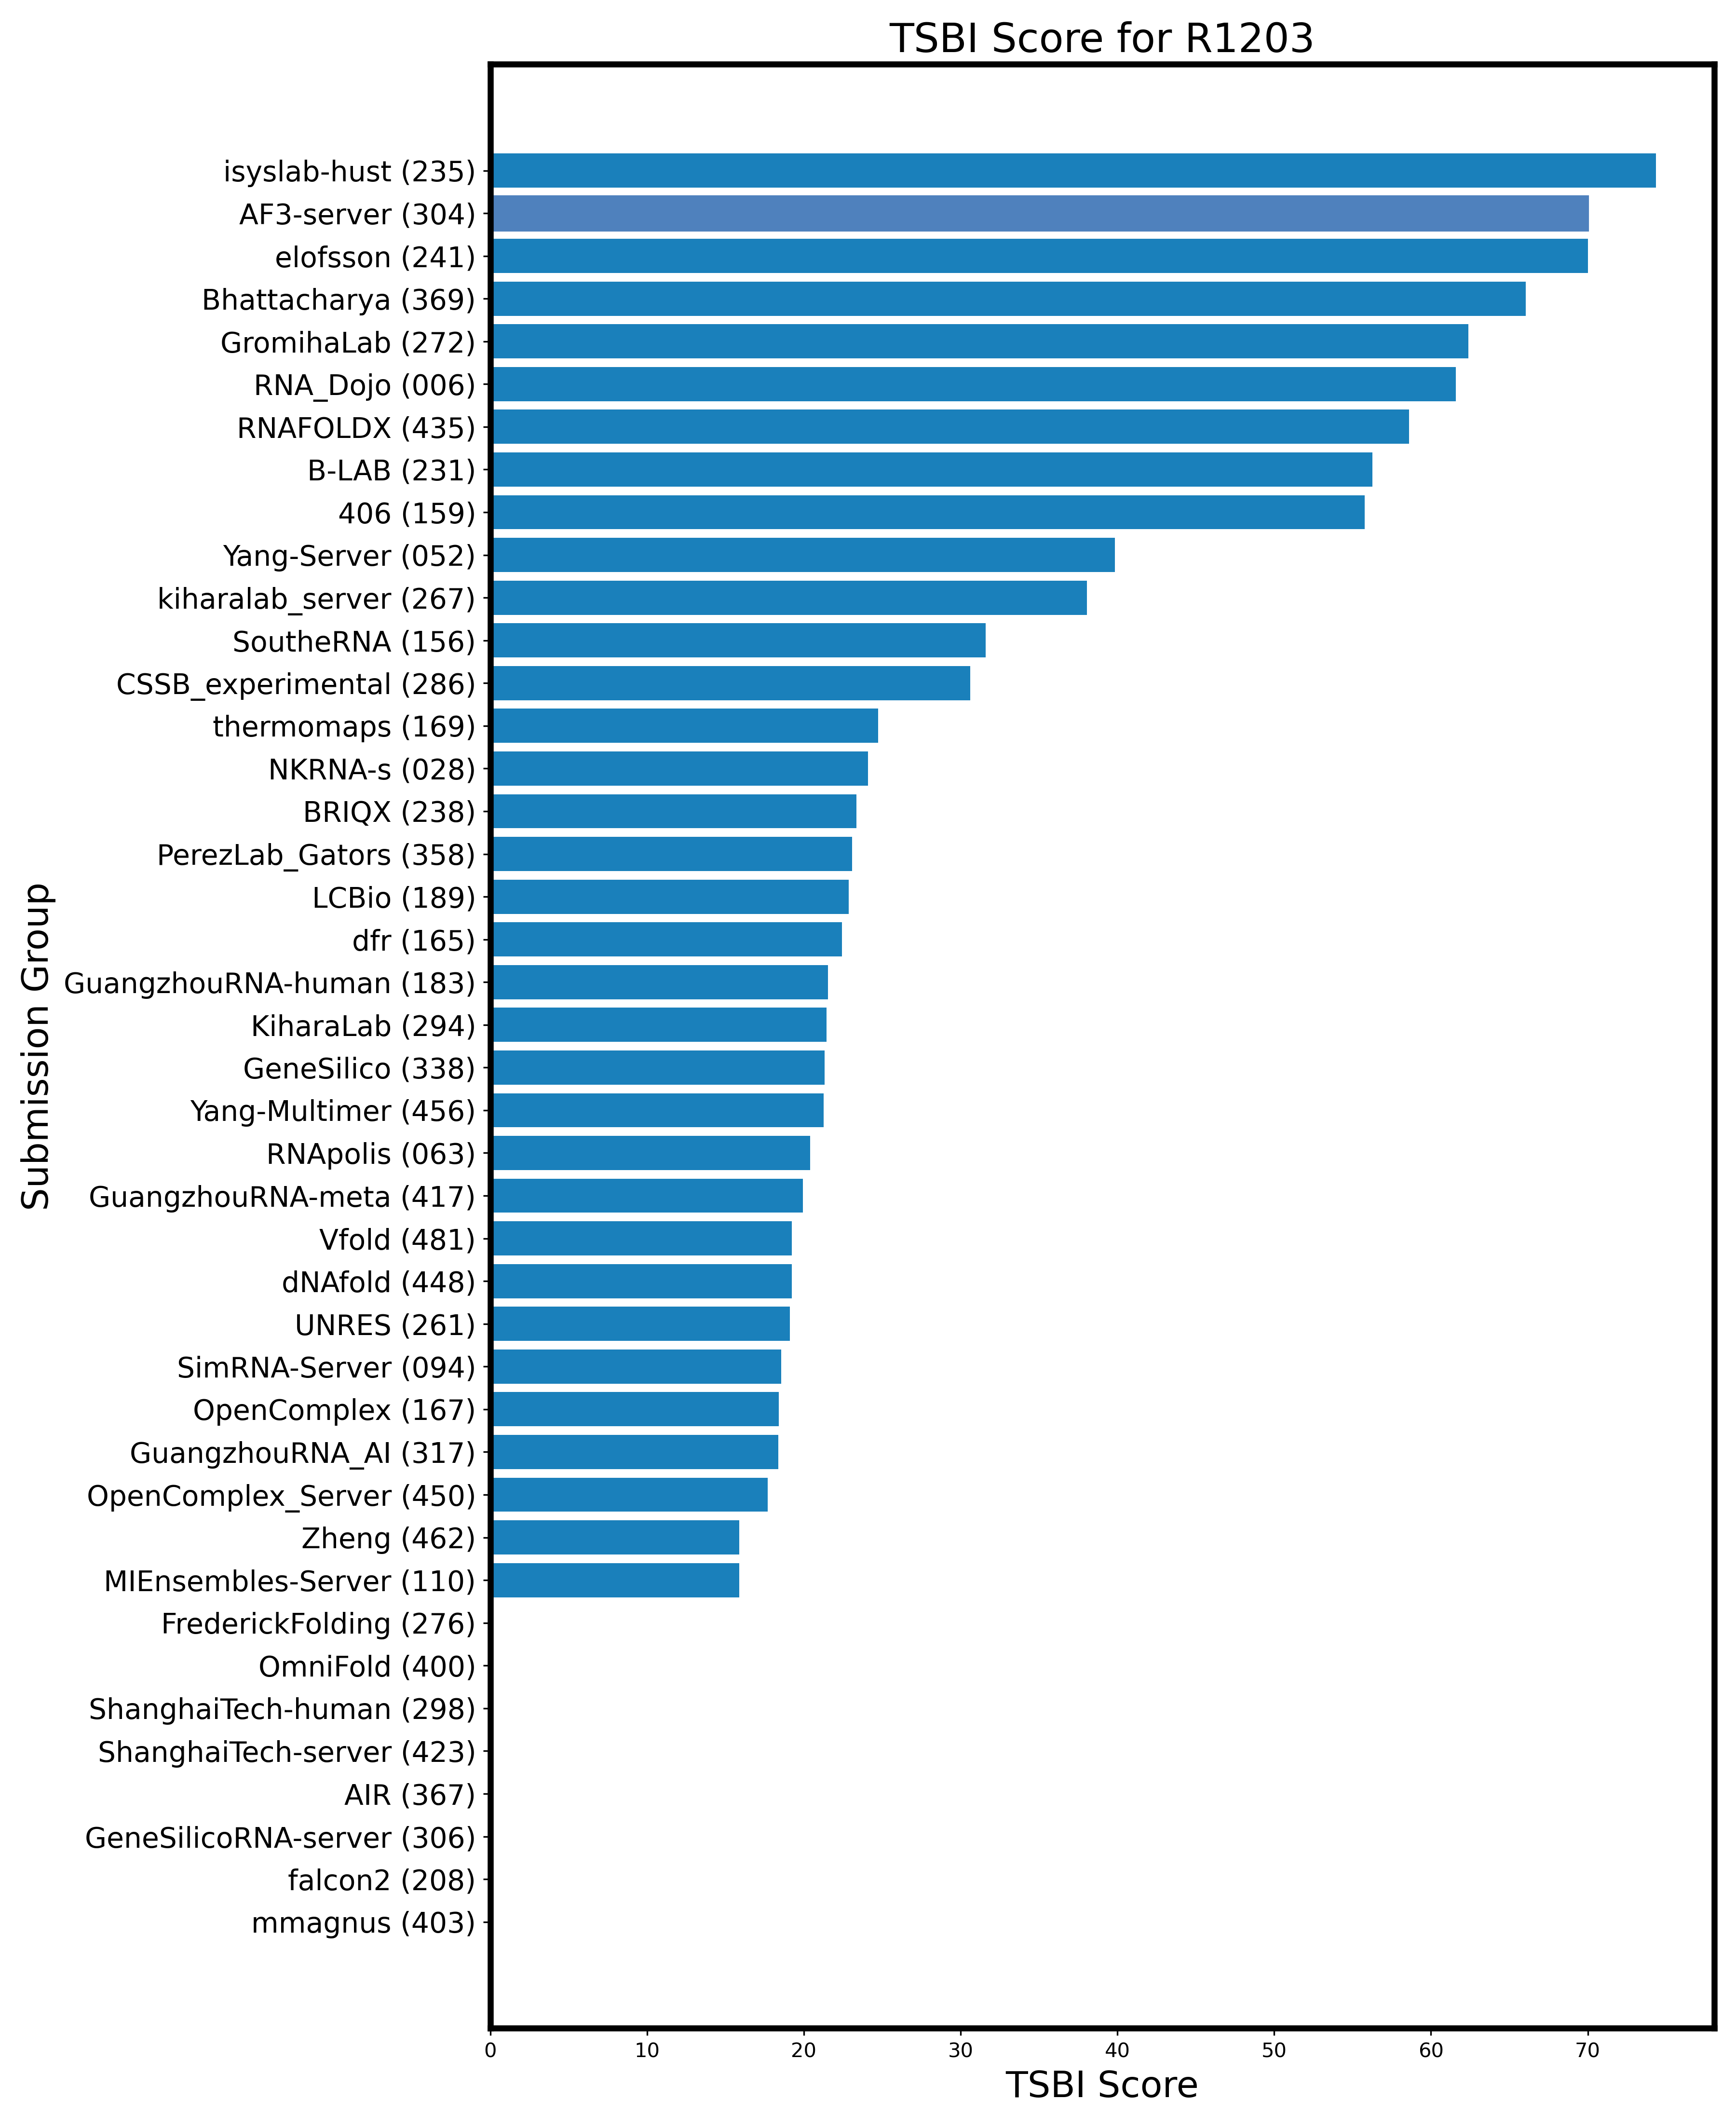 TSBI Score for R1203
isyslab-hust (235)
AF3-server (304)
elofsson (241)
Bhattacharya (369)
GromihaLab (272)
RNA_Dojo (006)
RNAFOLDX (435)
B-LAB (231)
406 (159)
Yang-Server (052)
kiharalab_server (267)
SoutheRNA (156)
CSSB_experimental (286)
thermomaps (169)
NKRNA-s (028)
BRIQX (238)
PerezLab_Gators (358)
LCBio (189)
dfr (165)
GuangzhouRNA-human (183)
KiharaLab (294)
GeneSilico (338)
Yang-Multimer (456)
RNApolis (063)
GuangzhouRNA-meta (417)
Vfold (481)
dNAfold (448)
UNRES (261)
SimRNA-Server (094)
OpenComplex (167)
GuangzhouRNA_AI (317)
OpenComplex_Server (450)
Zheng (462)
MIEnsembles-Server (110)
FrederickFolding (276)
OmniFold (400)
ShanghaiTech-human (298)
ShanghaiTech-server (423)
AIR (367)
GeneSilicoRNA-server (306)
falcon2 (208)
mmagnus (403)
Submission Group
0 10 20 30 40 50 60 70
TSBI Score